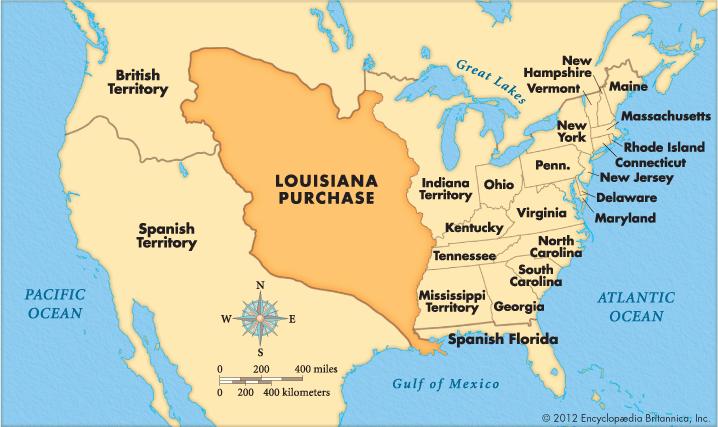 British
Territory
Great Lakes
New
Hampshire
Vermont
Maine
Massachusetts
New
York
Rhode Island
Connecticut
New Jersey
Penn.
Delaware
Maryland
LOUISIANA
PURCHASE
Indiana
Territory
Ohio
Virginia
Kentucky
Spanish
Territory
Tennessee
North
Carolina
South
Carolina
Mississippi
Territory
Georgia
Spanish Florida
PACIFIC
OCEAN
ATLANTIC
OCEAN
N
W E
S
0 200 400 miles
0 200 400 kilometers
Gulf of Mexico
© 2012 Encyclopædia Britannica, Inc.